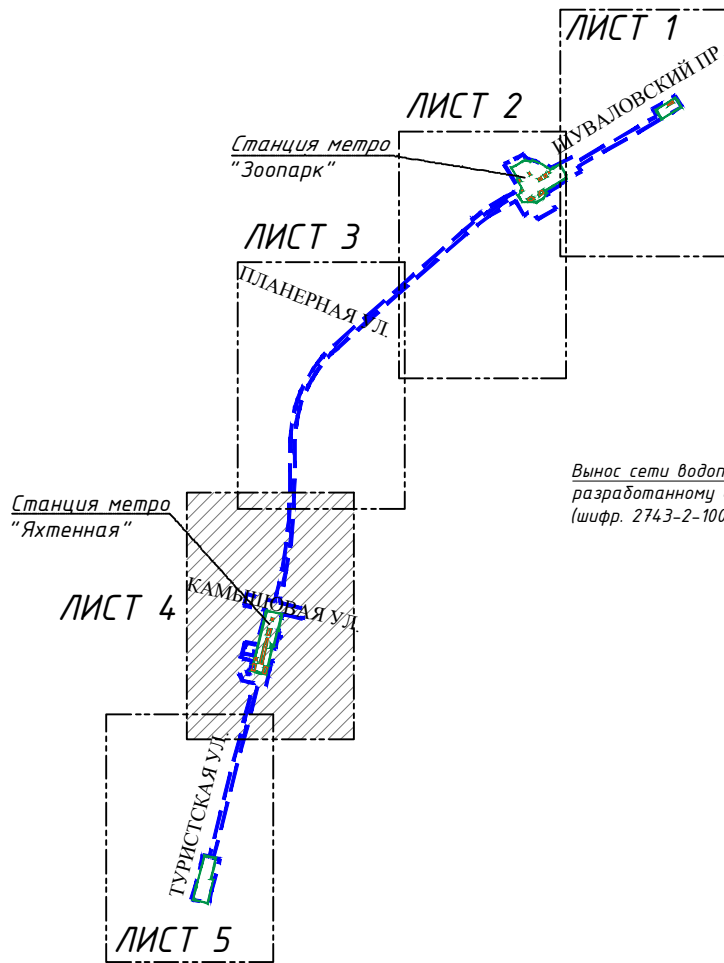 ЛИСТ 1
ШУВАЛОВСКИЙ ПР
ЛИСТ 2
Станция метро
"Зоопарк"
ЛИСТ 3
ПЛАНЕРНАЯ УЛ.
Вынос сети
разработанному
(шифр. 2743-2-100
Станция метро
"Яхтенная"
КАМЫШОВАЯ УЛ.
ЛИСТ 4
ТУРИСТСКАЯ УЛ.
ЛИСТ 5